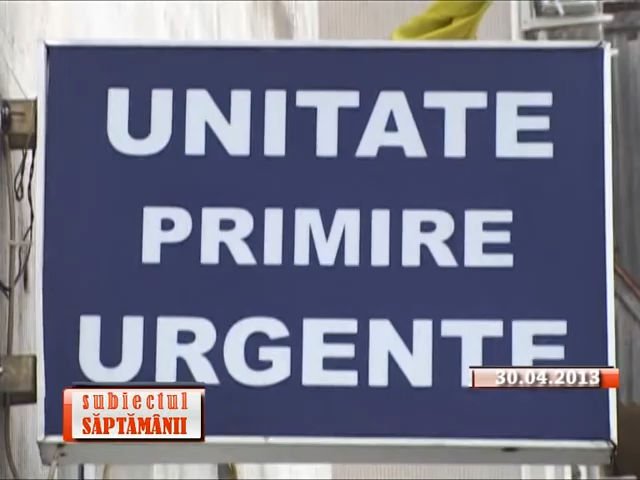 UNITATE
PRIMIRE
URGENTE
30.04.2013
subiectul
SĂPTĂMÂNII